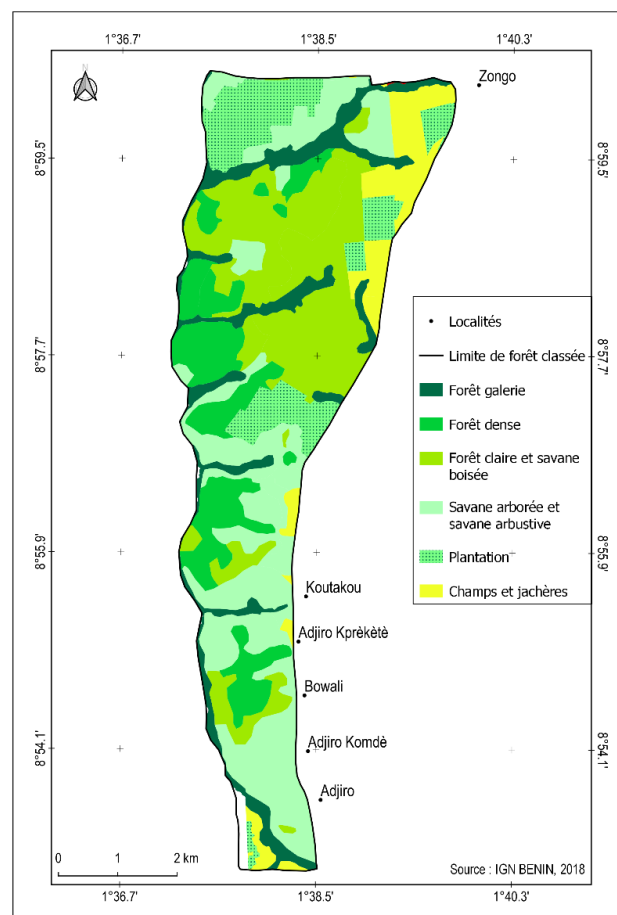 1°36.7'
1°38.5'
1°40.3'
N
Zongo
8°59.5'
8°59.5'
Localités
Limite de forêt classée
8°57.7'
8°57.7'
Forêt galerie
Forêt dense
Forêt claire et savane
boisée
Savane arborée et
savane arbustive
Plantation
8°55.9'
8°55.9'
Champs et jachères
Koutakou
Adjiro Kprèkètè
Bowali
Adjiro Komdè
8°54.1'
8°54.1'
Adjiro
0 1 2 km
Source : IGN BENIN, 2018
1°36.7'
1°38.5'
1°40.3'